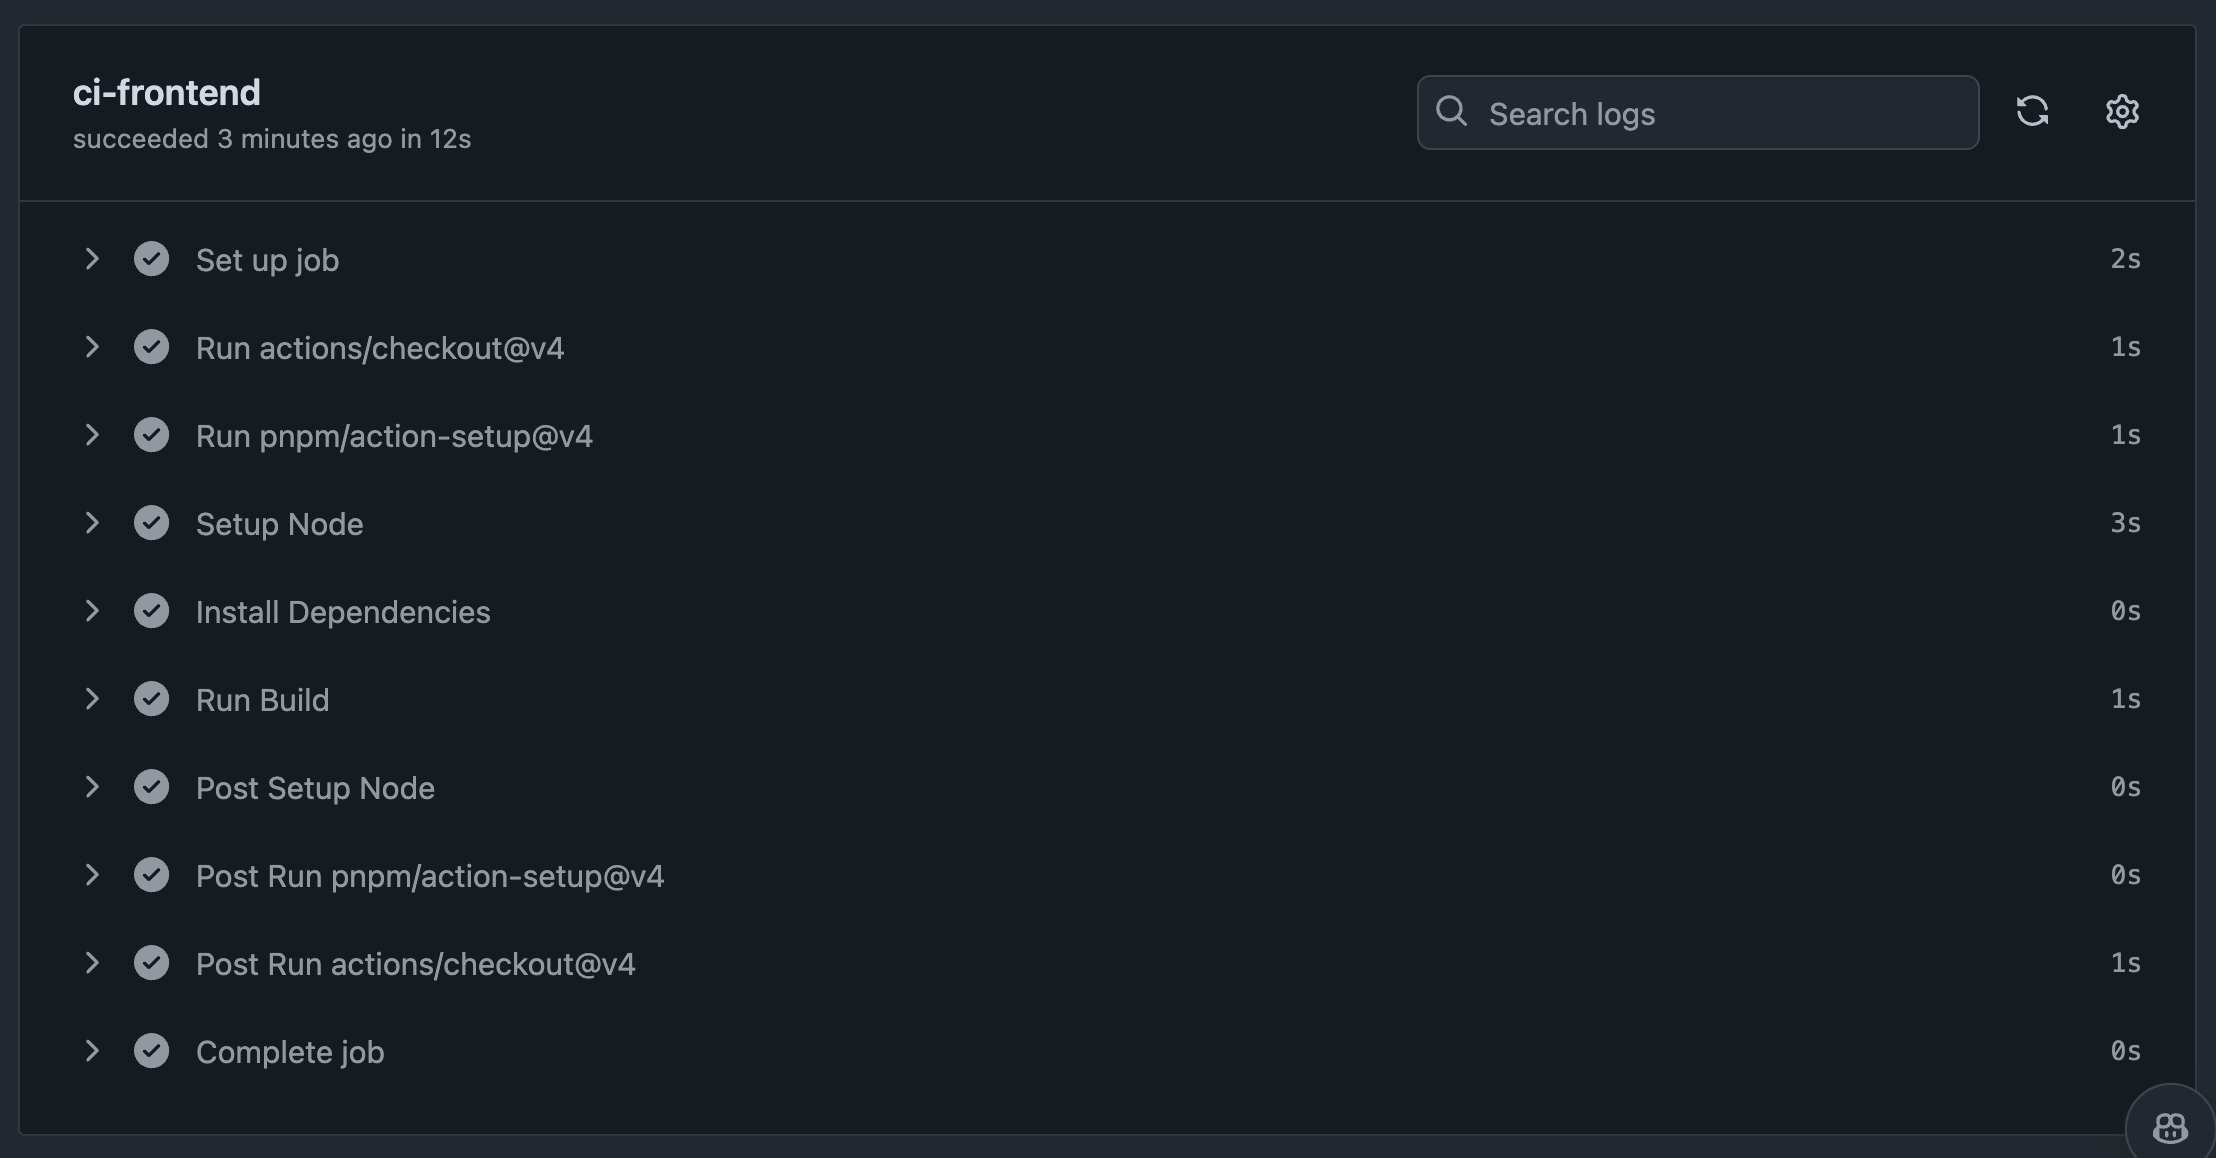 ci-frontend
succeeded 3 minutes ago in 12s
Search logs
Set up job 2s
Run actions/checkout@v4 1s
Run pnpm/action-setup@v4 1s
Setup Node 3s
Install Dependencies 0s
Run Build 1s
Post Setup Node 0s
Post Run pnpm/action-setup@v4 0s
Post Run actions/checkout@v4 1s
Complete job 0s